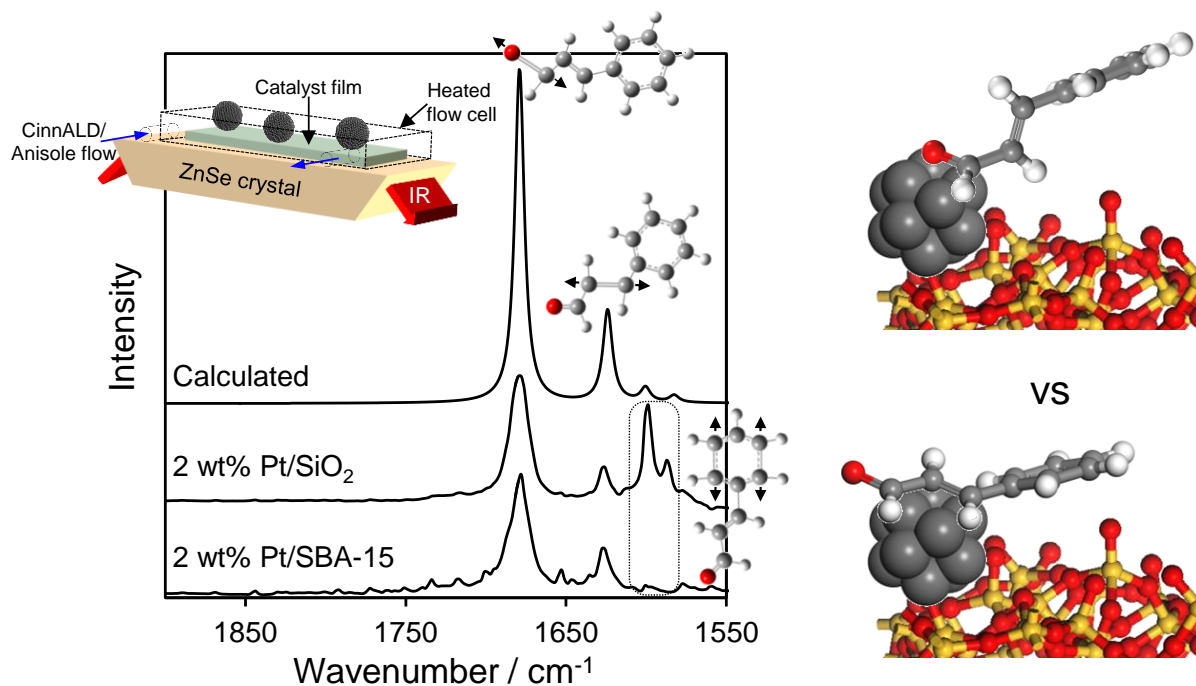 CinnALD/
Anisole flow
Catalyst film
Heated
flow cell
ZnSe crystal
IR
Intensity
Calculated
2 wt% Pt/SiO₂
2 wt% Pt/SBA-15
1850
1750
1650
1550
Wavenumber / cm⁻¹
vs